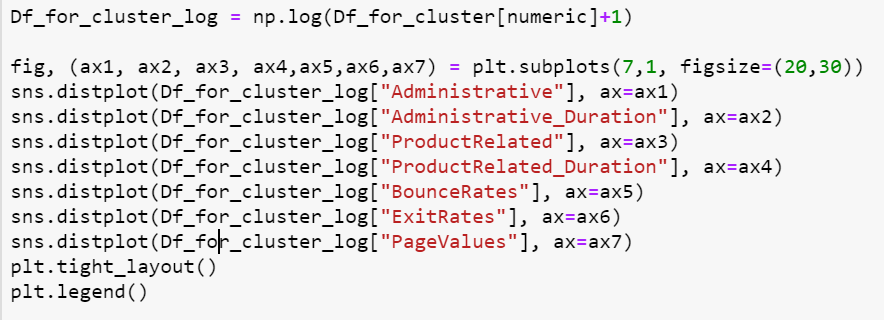 Df_for_cluster_log = np.log(Df_for_cluster[numeric]+1)
fig, (ax1, ax2, ax3, ax4,ax5,ax6,ax7) = plt.subplots(7,1, figsize=(20,30))
sns.distplot(Df_for_cluster_log["Administrative"], ax=ax1)
sns.distplot(Df_for_cluster_log["Administrative_Duration"], ax=ax2)
sns.distplot(Df_for_cluster_log["ProductRelated"], ax=ax3)
sns.distplot(Df_for_cluster_log["ProductRelated_Duration"], ax=ax4)
sns.distplot(Df_for_cluster_log["BounceRates"], ax=ax5)
sns.distplot(Df_for_cluster_log["ExitRates"], ax=ax6)
sns.distplot(Df_for_cluster_log["PageValues"], ax=ax7)
plt.tight_layout()
plt.legend()